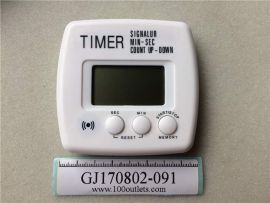 TIMER
SIGNALUR
MIN-SEC
COUNT UP-DOWN
SEC
MIN
START/STOP
RESET
MEMORY
GJ170802-091
www.100outlets.com